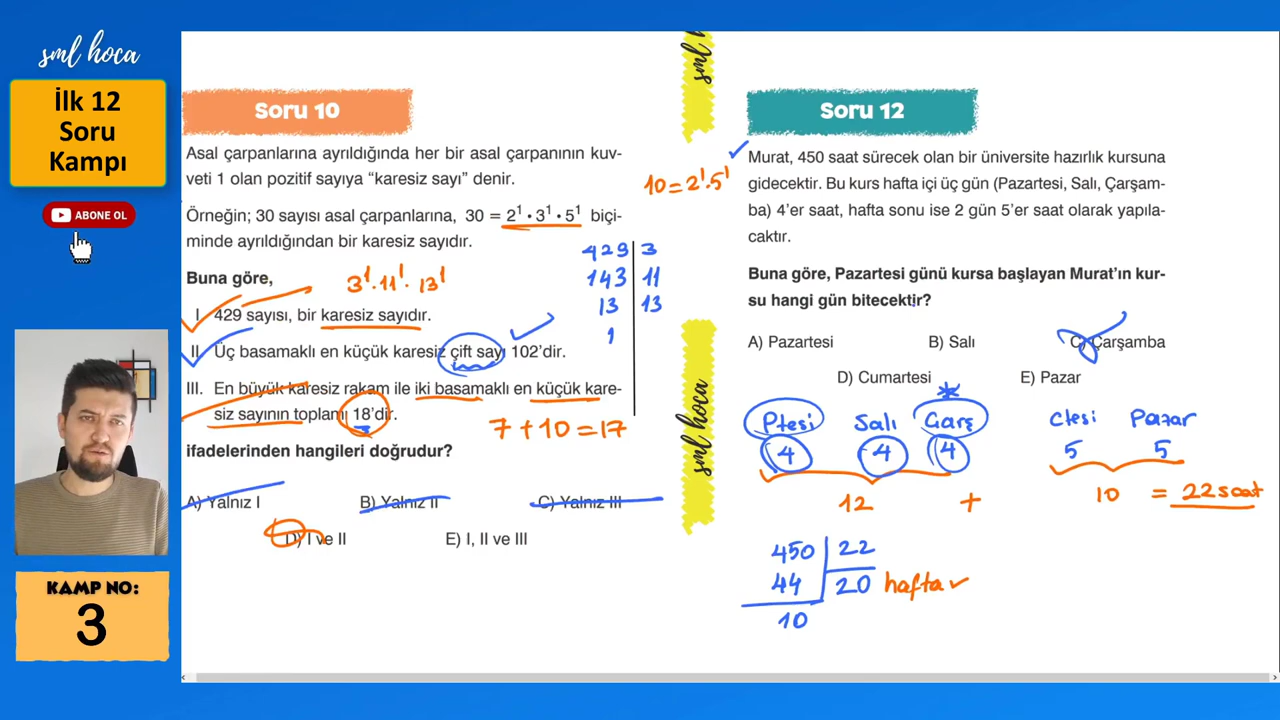 sml hoca
İlk 12
Soru
Kampı
ABONE OL
KAMP NO:
3
Soru 10
Asal çarpanlarına ayrıldığında her bir asal çarpanının kuv-
veti 1 olan pozitif sayıya “karesiz sayı” denir.
Örneğin; 30 sayısı asal çarpanlarına, 30 = 2¹ • 3¹ • 5¹ biçi-
minde ayrıldığından bir karesiz sayıdır.
Buna göre,
3¹ · 11¹ · 13¹
I. 429 sayısı, bir karesiz sayıdır.
II. Üç basamaklı en küçük karesiz çift sayı 102’dir.
III. En büyük karesiz rakam ile iki basamaklı en küçük kare-
siz sayının toplamı 18’dir.
7 + 10 = 17
ifadelerinden hangileri doğrudur?
A) Yalnız I B) Yalnız II C) Yalnız III
D) I ve II E) I, II ve III
429 3
143 11
13 13
1
sml hoca
10 = 2¹·5¹
sml hoca
Soru 12
Murat, 450 saat sürecek olan bir üniversite hazırlık kursuna
gidecektir. Bu kurs hafta içi üç gün (Pazartesi, Salı, Çarşam-
ba) 4’er saat, hafta sonu ise 2 gün 5’er saat olarak yapıla-
caktır.
Buna göre, Pazartesi günü kursa başlayan Murat’ın kur-
su hangi gün bitecektir?
A) Pazartesi B) Salı C) Çarşamba
D) Cumartesi E) Pazar
Ptesi Salı Çarş Ctesi Pazar
4 4 4 5 5
12 + 10 = 22 saat
450 22
44 20 hafta
10